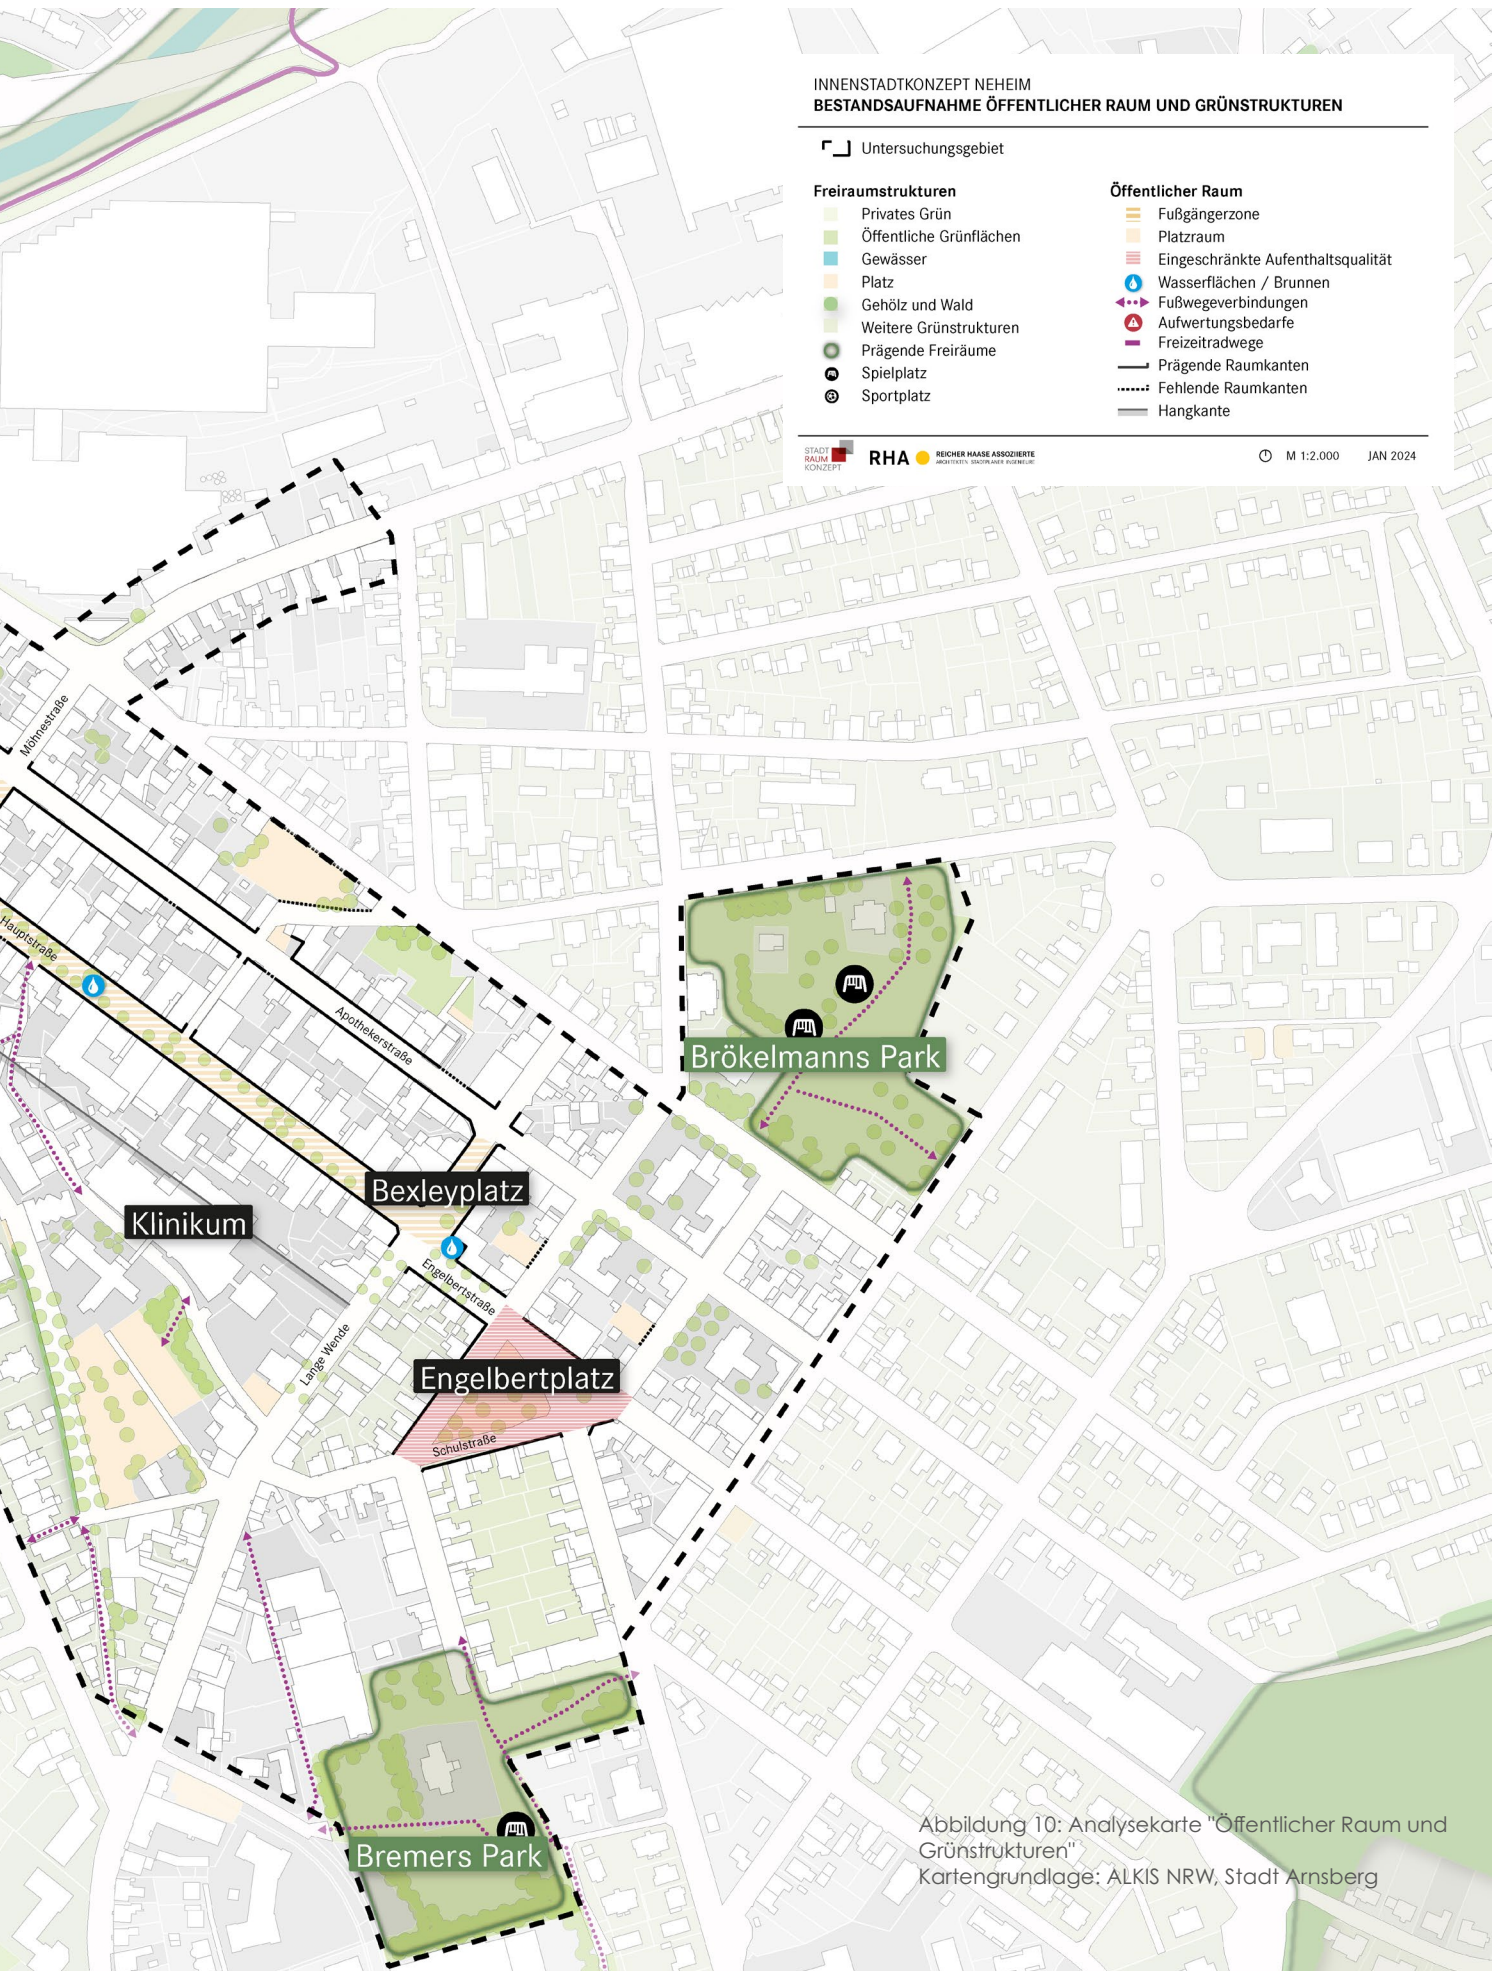 INNENSTADTKONZEPT NEHEIM
BESTANDSAUFNAHME ÖFFENTLICHER RAUM UND GRÜNSTRUKTUREN
Untersuchungsgebiet
Freiraumstrukturen
Privates Grün
Öffentliche Grünflächen
Gewässer
Platz
Gehölz und Wald
Weitere Grünstrukturen
Prägende Freiräume
Spielplatz
Sportplatz
Öffentlicher Raum
Fußgängerzone
Platzraum
Eingeschränkte Aufenthaltsqualität
Wasserflächen / Brunnen
Fußwegeverbindungen
Aufwertungsbedarfe
Freizeitradwege
Prägende Raumkanten
Fehlende Raumkanten
Hangkante
STADT
RAUM
KONZEPT
RHA
REICHER HAASE ASSOZIIERTE
ARCHITEKTEN STADTPLANER INGENIEURE
M 1:2.000 JAN 2024
Möhnestraße
Hauptstraße
Apothekerstraße
Brökelmanns Park
Bexleyplatz
Klinikum
Engelbertstraße
Lange Wende
Engelbertplatz
Schulstraße
Bremers Park
Abbildung 10: Analysekarte "Öffentlicher Raum und
Grünstrukturen"
Kartengrundlage: ALKIS NRW, Stadt Arnsberg